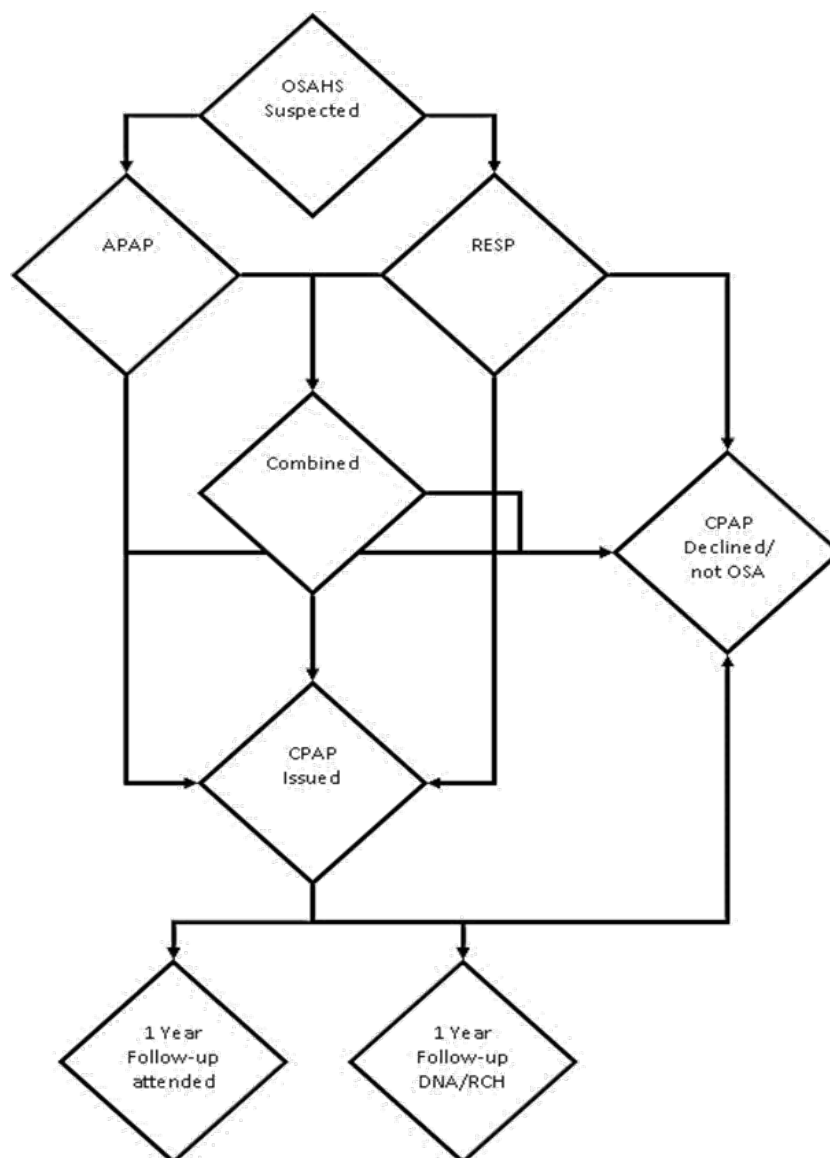 OSAHS
Suspected
APAP
RESP
Combined
CPAP
Declined/
not OSA
CPAP
Issued
1 Year
Follow-up
attended
1 Year
Follow-up
DNA/RCH